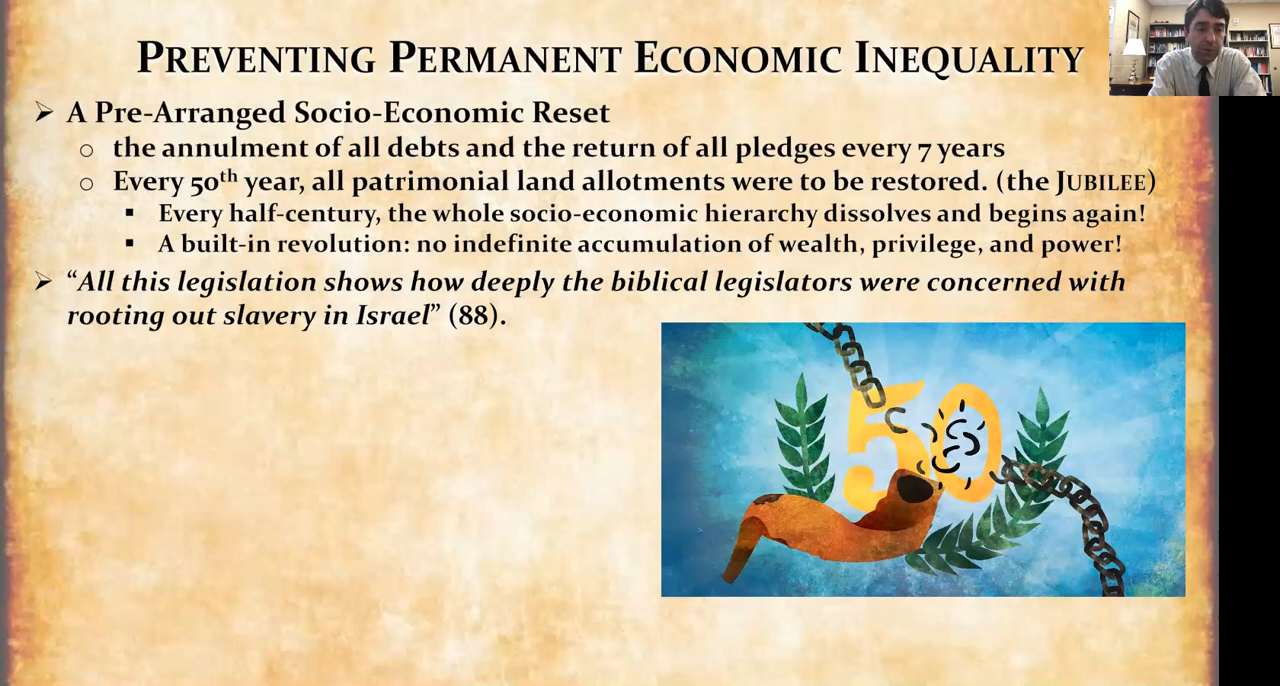 PREVENTING PERMANENT ECONOMIC INEQUALITY
➢ A Pre-Arranged Socio-Economic Reset
o the annulment of all debts and the return of all pledges every 7 years
o Every 50th year, all patrimonial land allotments were to be restored. (the JUBILEE)
▪ Every half-century, the whole socio-economic hierarchy dissolves and begins again!
▪ A built-in revolution: no indefinite accumulation of wealth, privilege, and power!
➢ “All this legislation shows how deeply the biblical legislators were concerned with
rooting out slavery in Israel” (88).
50